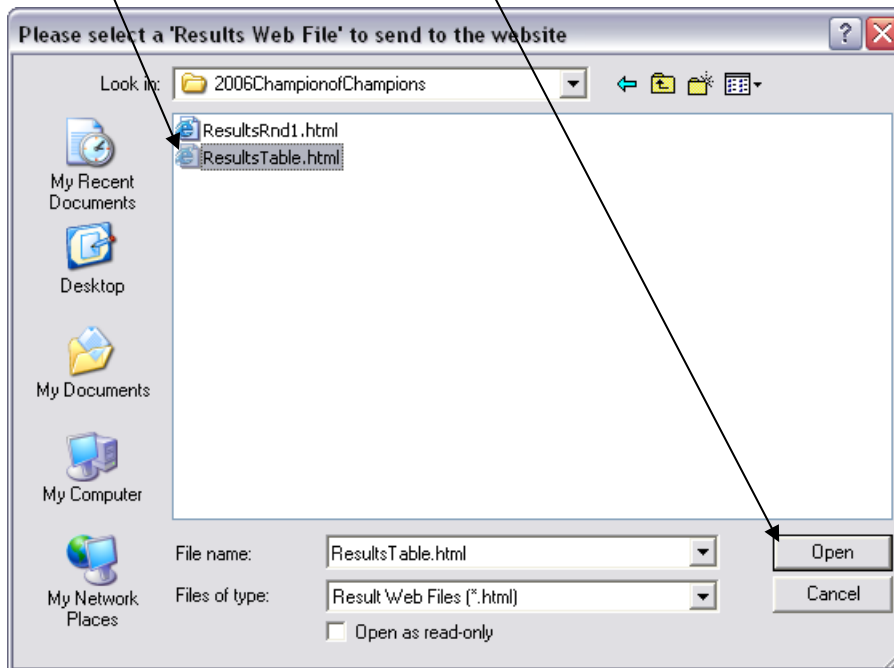 Please select a 'Results Web File' to send to the website
Look in: 2006ChampionofChampions
ResultsRnd1.html
ResultsTable.html
My Recent
Documents
Desktop
My Documents
My Computer
My Network
Places
File name: ResultsTable.html Open
Files of type: Result Web Files (*.html) Cancel
Open as read-only